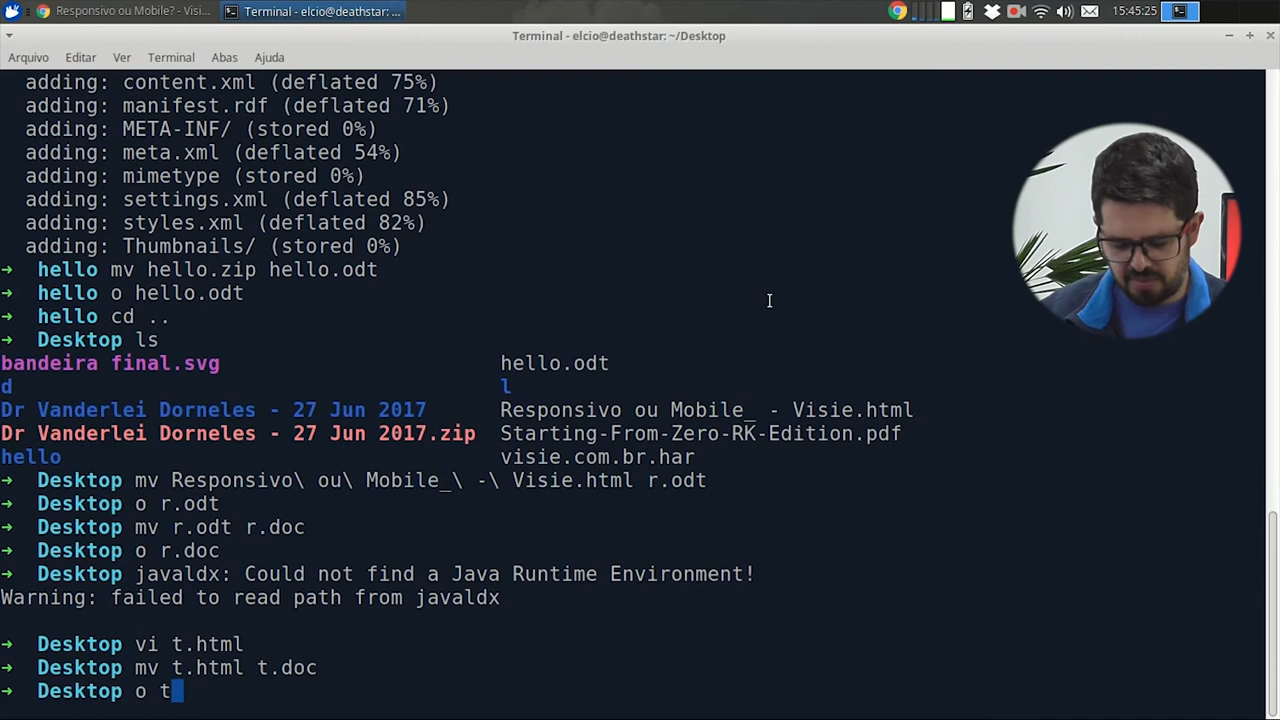 Responsivo ou Mobile? - Visi...
Terminal - elcio@deathstar: ...
15:45:25
Terminal - elcio@deathstar: ~/Desktop
Arquivo Editar Ver Terminal Abas Ajuda
adding: content.xml (deflated 75%)
adding: manifest.rdf (deflated 71%)
adding: META-INF/ (stored 0%)
adding: meta.xml (deflated 54%)
adding: mimetype (stored 0%)
adding: settings.xml (deflated 85%)
adding: styles.xml (deflated 82%)
adding: Thumbnails/ (stored 0%)
➜ hello mv hello.zip hello.odt
➜ hello o hello.odt
➜ hello cd ..
➜ Desktop ls
bandeira final.svg hello.odt
d l
Dr Vanderlei Dorneles - 27 Jun 2017 Responsivo ou Mobile_ - Visie.html
Dr Vanderlei Dorneles - 27 Jun 2017.zip Starting-From-Zero-RK-Edition.pdf
hello visie.com.br.har
➜ Desktop mv Responsivo\ ou\ Mobile_\ -\ Visie.html r.odt
➜ Desktop o r.odt
➜ Desktop mv r.odt r.doc
➜ Desktop o r.doc
➜ Desktop javaldx: Could not find a Java Runtime Environment!
Warning: failed to read path from javaldx
➜ Desktop vi t.html
➜ Desktop mv t.html t.doc
➜ Desktop o t